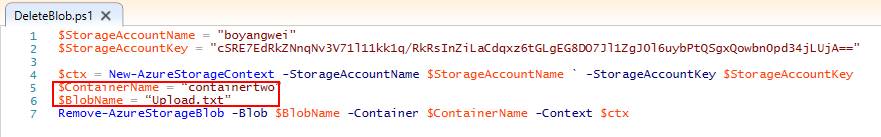 DeleteBlob.ps1 X
1 $StorageAccountName = "boyangwei"
2 $StorageAccountKey = "cSRE7EdRkZNnqNv3V71l11kk1q/RkRsInZiLaCdqxz6tGLgEG8DO7Jl1ZgJOl6uybPtQSgxQowbn0pd34jLUjA=="
3
4 $ctx = New-AzureStorageContext -StorageAccountName $StorageAccountName ` -StorageAccountKey $StorageAccountKey
5 $ContainerName = "containertwo"
6 $BlobName = “Upload.txt”
7 Remove-AzureStorageBlob -Blob $BlobName -Container $ContainerName -Context $ctx